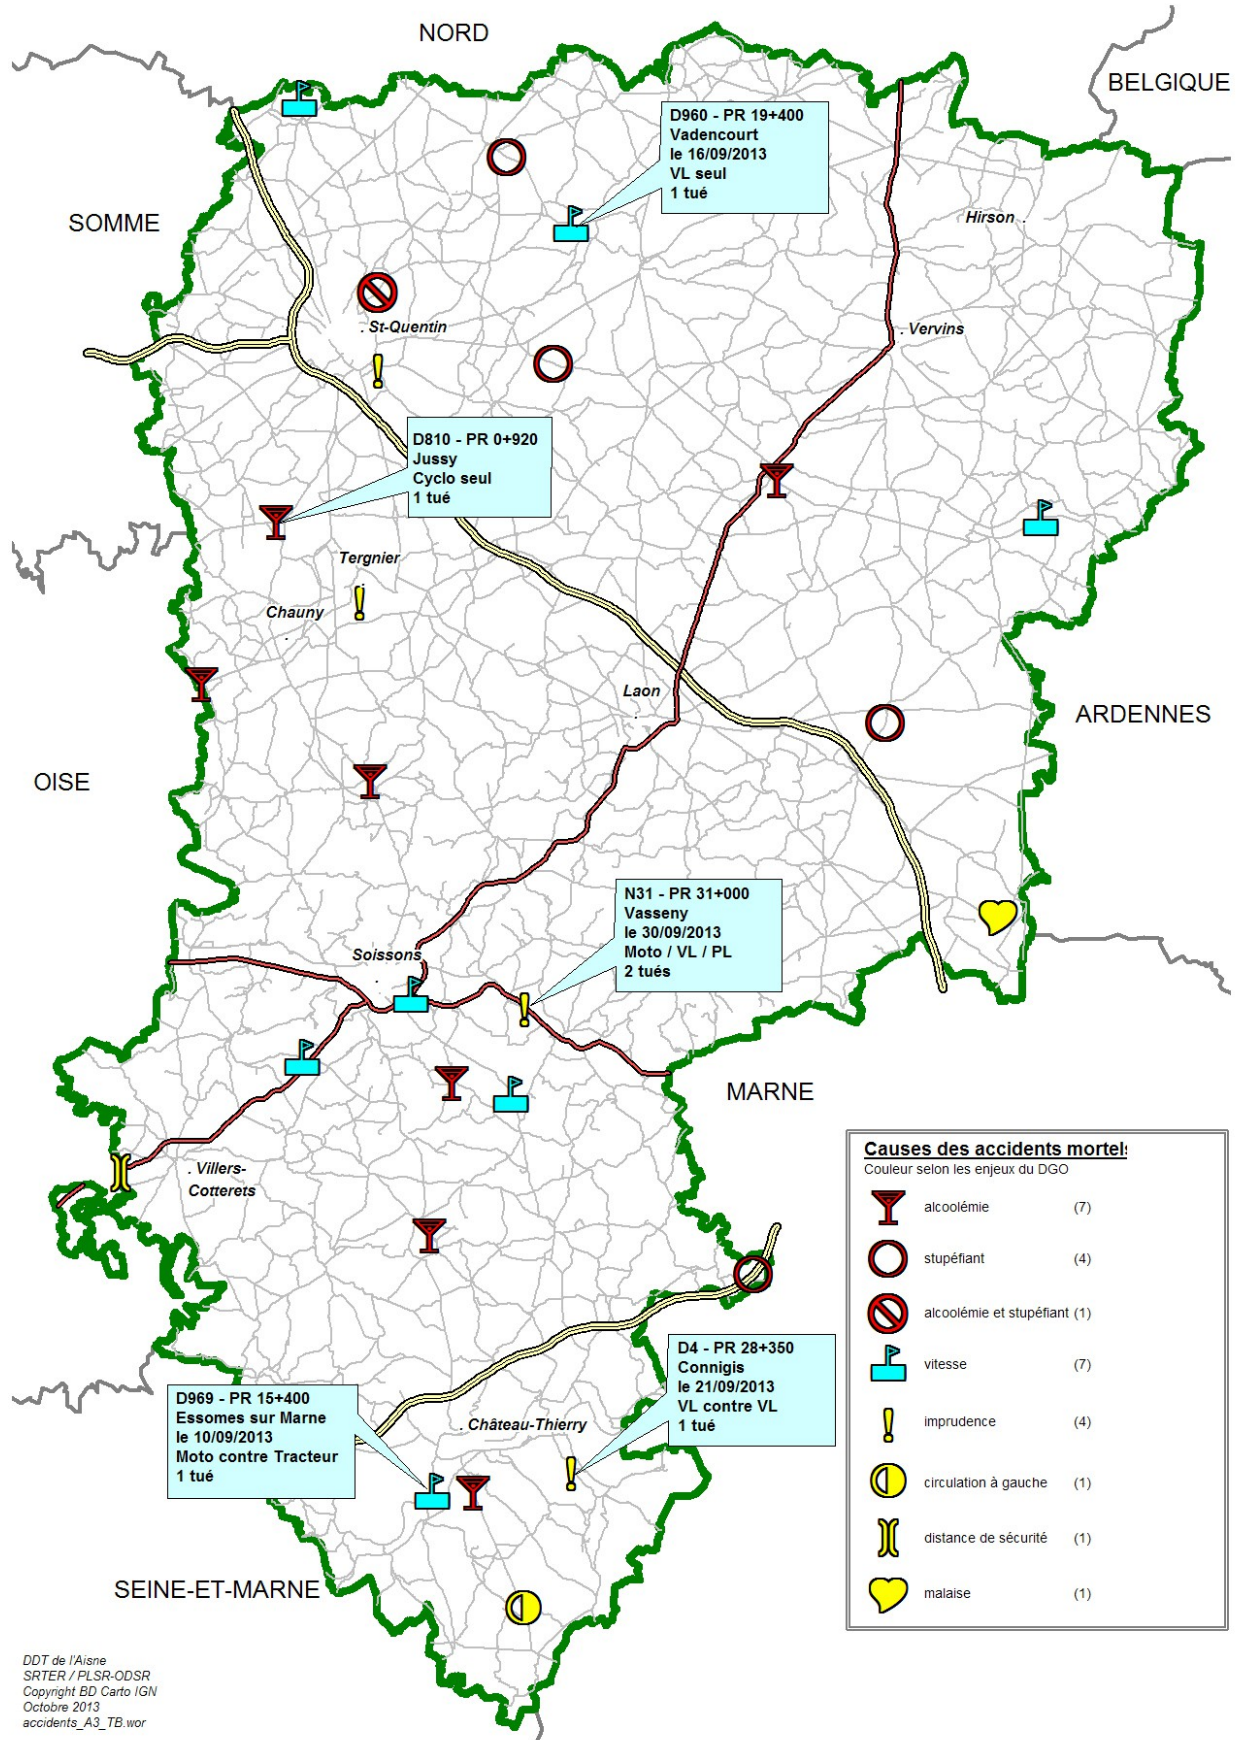 NORD
BELGIQUE
D960 - PR 19+400
Vadencourt
le 16/09/2013
VL seul
1 tué
SOMME
Hirson
St-Quentin
Vervins
D810 - PR 0+920
Jussy
Cyclo seul
1 tué
Tergnier
Chauny
Laon
ARDENNES
OISE
N31 - PR 31+000
Vasseny
le 30/09/2013
Moto / VL / PL
2 tués
Soissons
MARNE
Villers-
Cotterets
Causes des accidents mortels
Couleur selon les enjeux du DGO
alcoolémie (7)
stupéfiant (4)
alcoolémie et stupéfiant (1)
vitesse (7)
imprudence (4)
circulation à gauche (1)
distance de sécurité (1)
malaise (1)
D4 - PR 28+350
Connigis
le 21/09/2013
VL contre VL
1 tué
D969 - PR 15+400
Essomes sur Marne
le 10/09/2013
Moto contre Tracteur
1 tué
Château-Thierry
SEINE-ET-MARNE
DDT de l'Aisne
SRTER / PLSR-ODSR
Copyright BD Carto IGN
Octobre 2013
accidents_A3_TB.wor